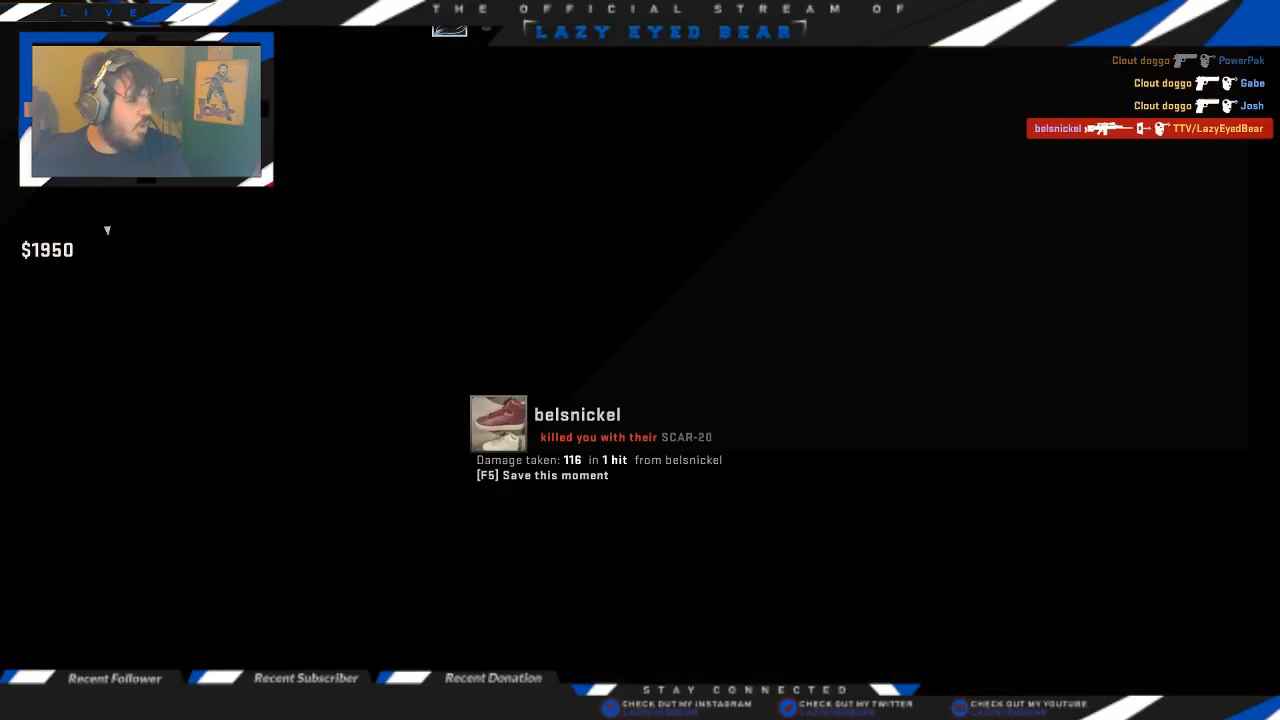 LIVE
THE OFFICIAL STREAM OF
LAZY EYED BEAR
Clout doggo PowerPak
Clout doggo Gabe
Clout doggo Josh
belsnickel TTV/LazyEyedBear
$1950
belsnickel
killed you with their SCAR-20
Damage taken: 116 in 1 hit from belsnickel
[F5] Save this moment
Recent Follower
Recent Subscriber
Recent Donation
STAY CONNECTED
CHECK OUT MY INSTAGRAM
CHECK OUT MY TWITTER
CHECK OUT MY YOUTUBE